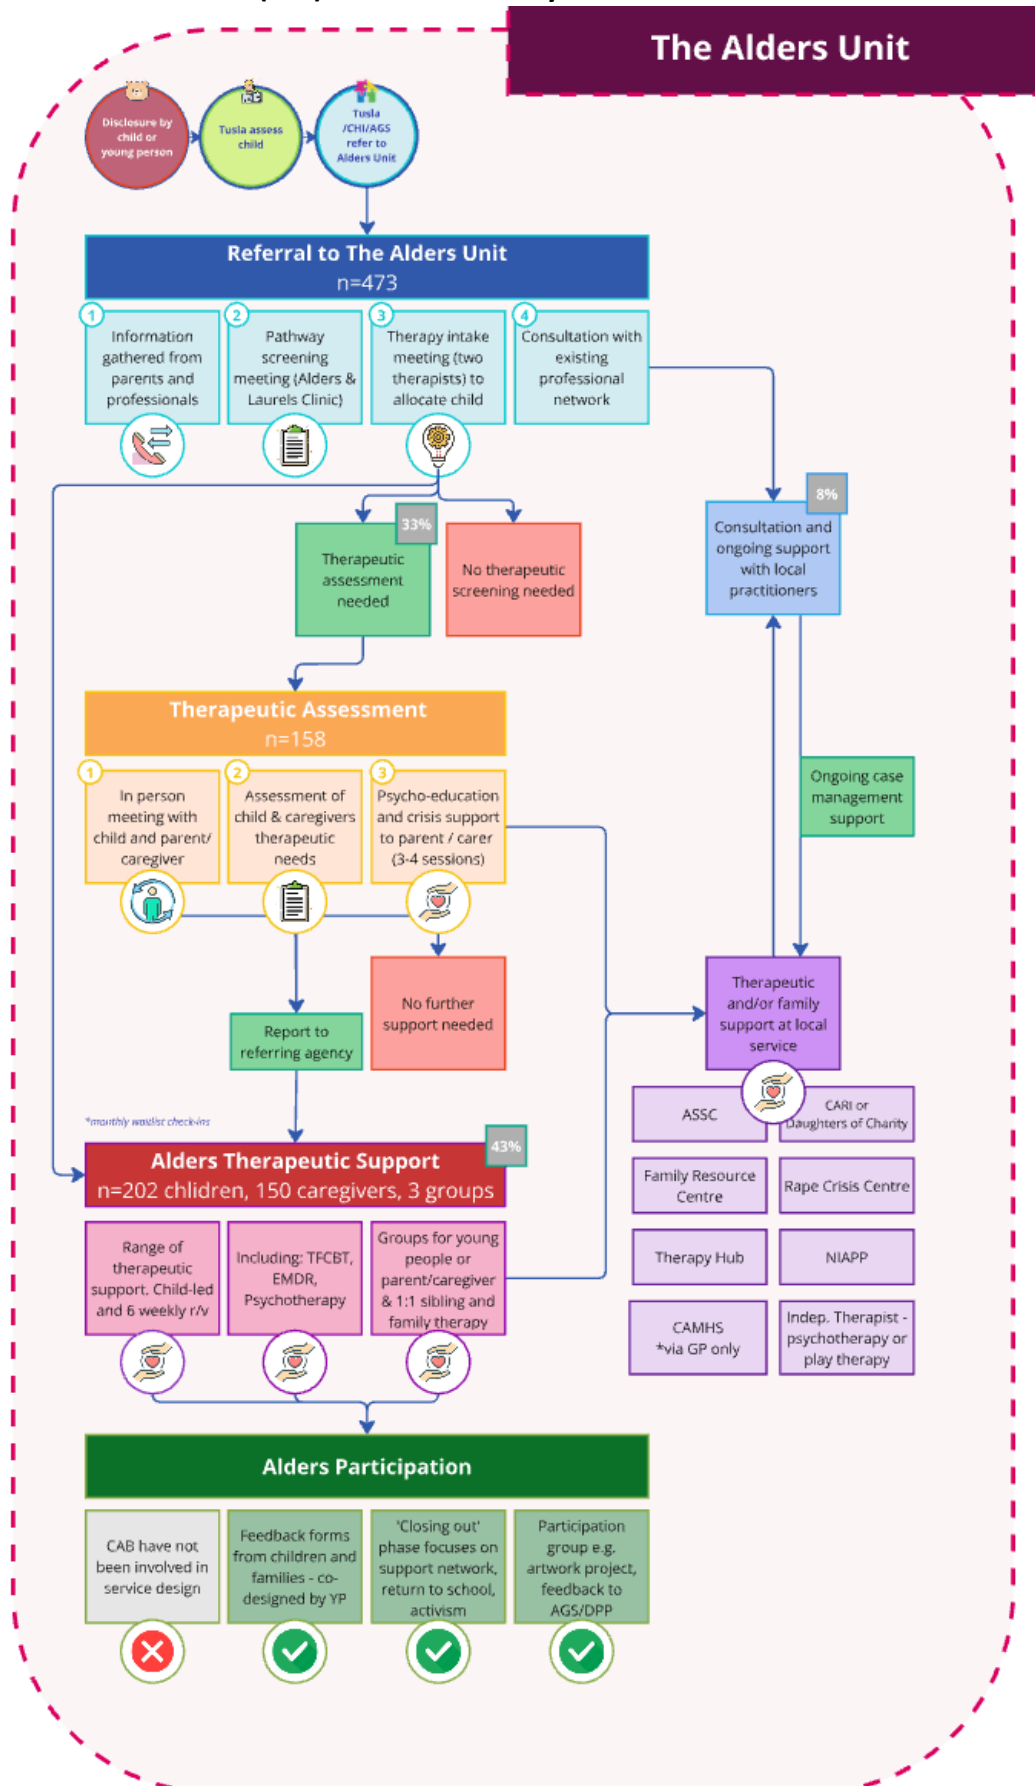 The Alders Unit
Disclosure by
child or
young person
Tusla assess
child
Tusla
/CHI/AGS
refer to
Alders Unit
Referral to The Alders Unit
n=473
1
Information
gathered from
parents and
professionals
2
Pathway
screening
meeting (Alders &
Laurels Clinic)
3
Therapy intake
meeting (two
therapists) to
allocate child
4
Consultation with
existing
professional
network
8%
Consultation and
ongoing support
with local
practitioners
33%
Therapeutic
assessment
needed
No therapeutic
screening needed
Therapeutic Assessment
n=158
1
In person
meeting with
child and parent/
caregiver
2
Assessment of
child & caregivers
therapeutic
needs
3
Psycho-education
and crisis support
to parent / carer
(3-4 sessions)
Ongoing case
management
support
No further
support needed
Report to
referring agency
Therapeutic
and/or family
support at local
service
ASSC
CARI or
Daughters of Charity
Family Resource
Centre
Rape Crisis Centre
Therapy Hub
NIAPP
CAMHS
*via GP only
Indep. Therapist -
psychotherapy or
play therapy
*monthly waitlist check-ins
43%
Alders Therapeutic Support
n=202 chlidren, 150 caregivers, 3 groups
Range of
therapeutic
support. Child-led
and 6 weekly r/v
Including: TFCBT,
EMDR,
Psychotherapy
Groups for young
people or
parent/caregiver
& 1:1 sibling and
family therapy
Alders Participation
CAB have not
been involved in
service design
Feedback forms
from children and
families - co-
designed by YP
'Closing out'
phase focuses on
support network,
return to school,
activism
Participation
group e.g.
artwork project,
feedback to
AGS/DPP